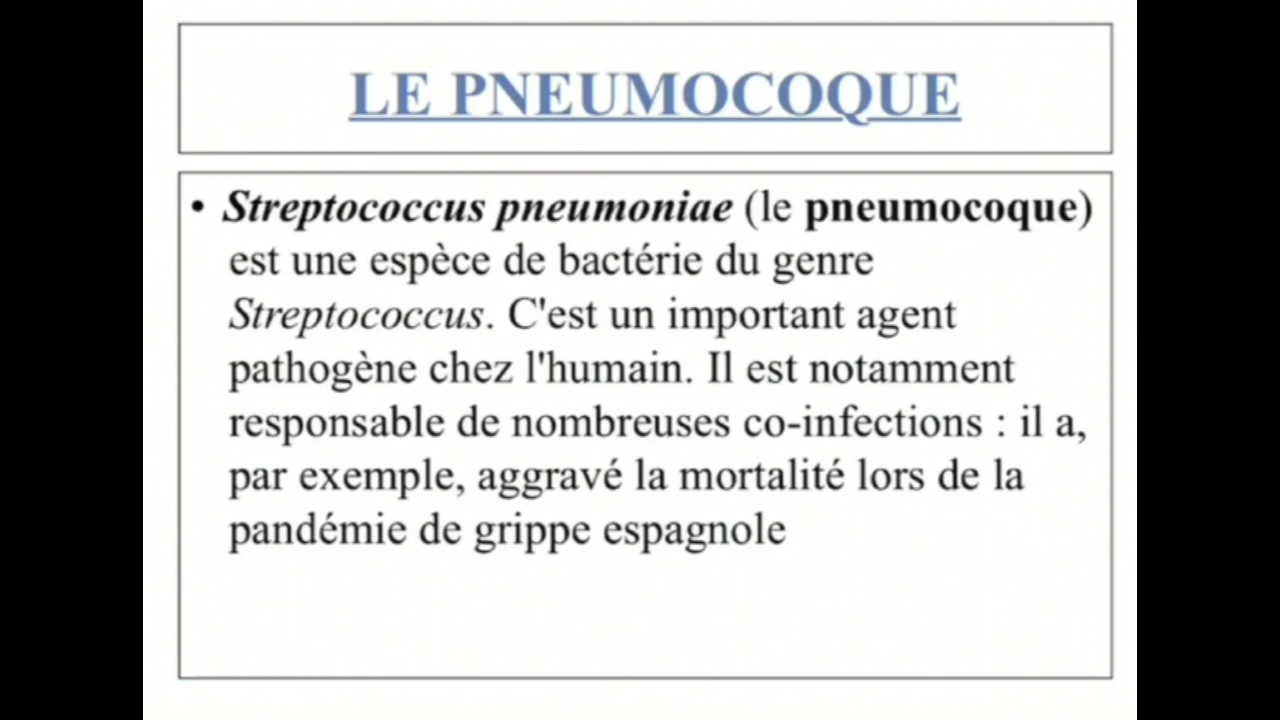 LE PNEUMOCOQUE
• Streptococcus pneumoniae (le pneumocoque)
est une espèce de bactérie du genre
Streptococcus. C'est un important agent
pathogène chez l'humain. Il est notamment
responsable de nombreuses co-infections : il a,
par exemple, aggravé la mortalité lors de la
pandémie de grippe espagnole